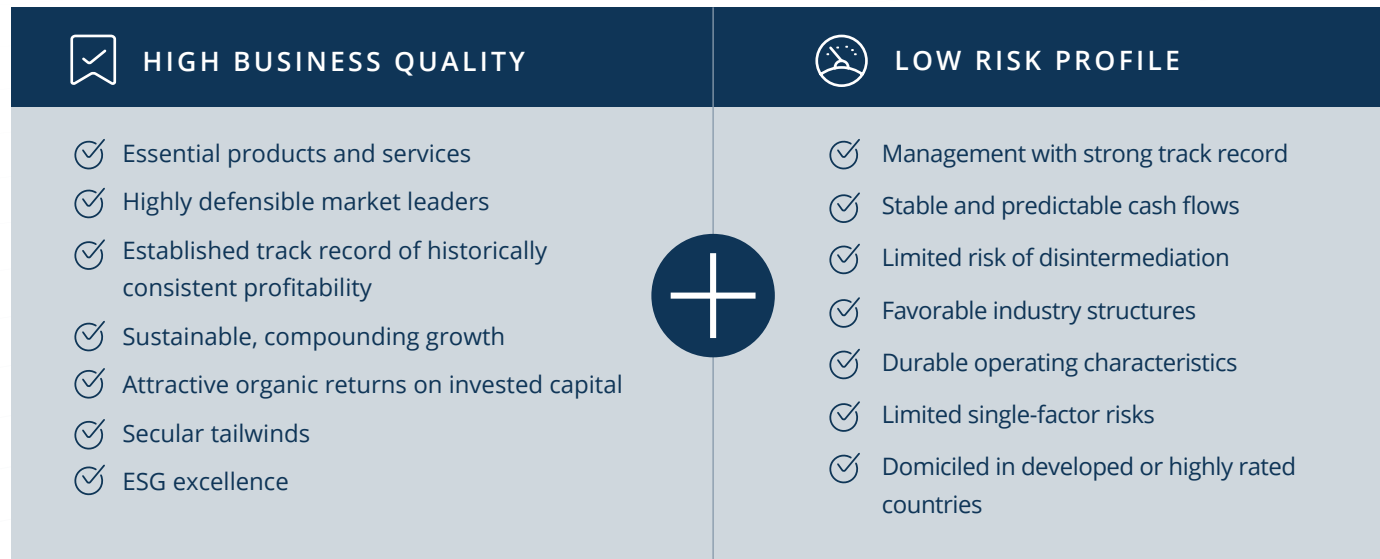 HIGH BUSINESS QUALITY
Essential products and services
Highly defensible market leaders
Established track record of historically
consistent profitability
Sustainable, compounding growth
Attractive organic returns on invested capital
Secular tailwinds
ESG excellence
LOW RISK PROFILE
Management with strong track record
Stable and predictable cash flows
Limited risk of disintermediation
Favorable industry structures
Durable operating characteristics
Limited single-factor risks
Domiciled in developed or highly rated
countries